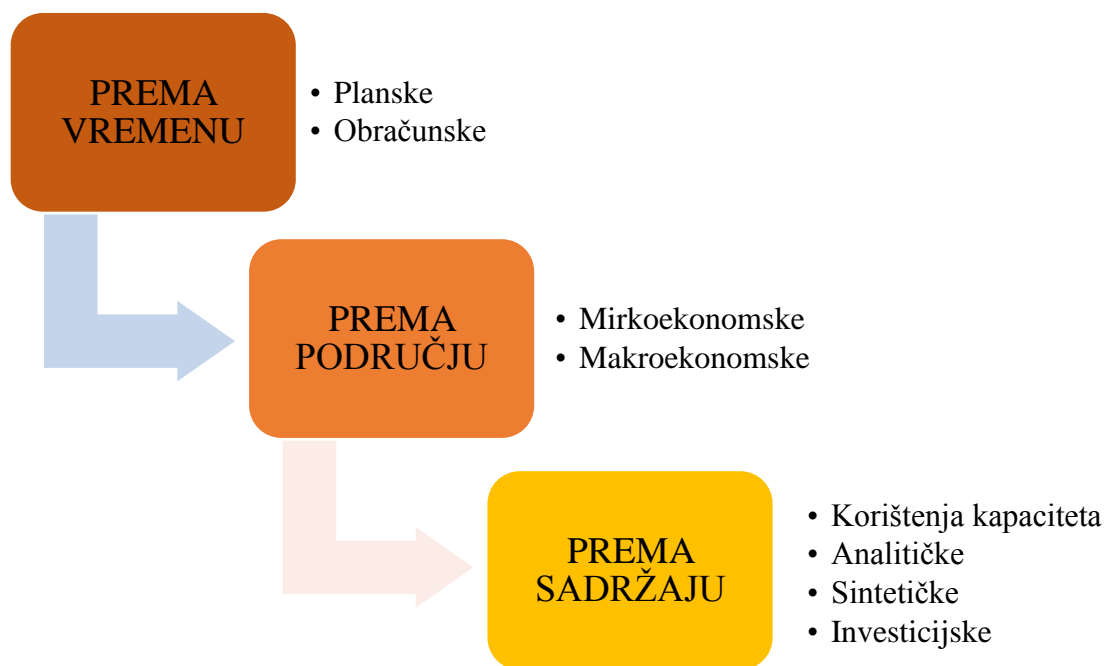 PREMA
VREMENU
• Planske
• Obračunske
PREMA
PODRUČJU
• Mirkoekonomske
• Makroekonomske
PREMA
SADRŽAJU
• Korištenja kapaciteta
• Analitičke
• Sintetičke
• Investicijske